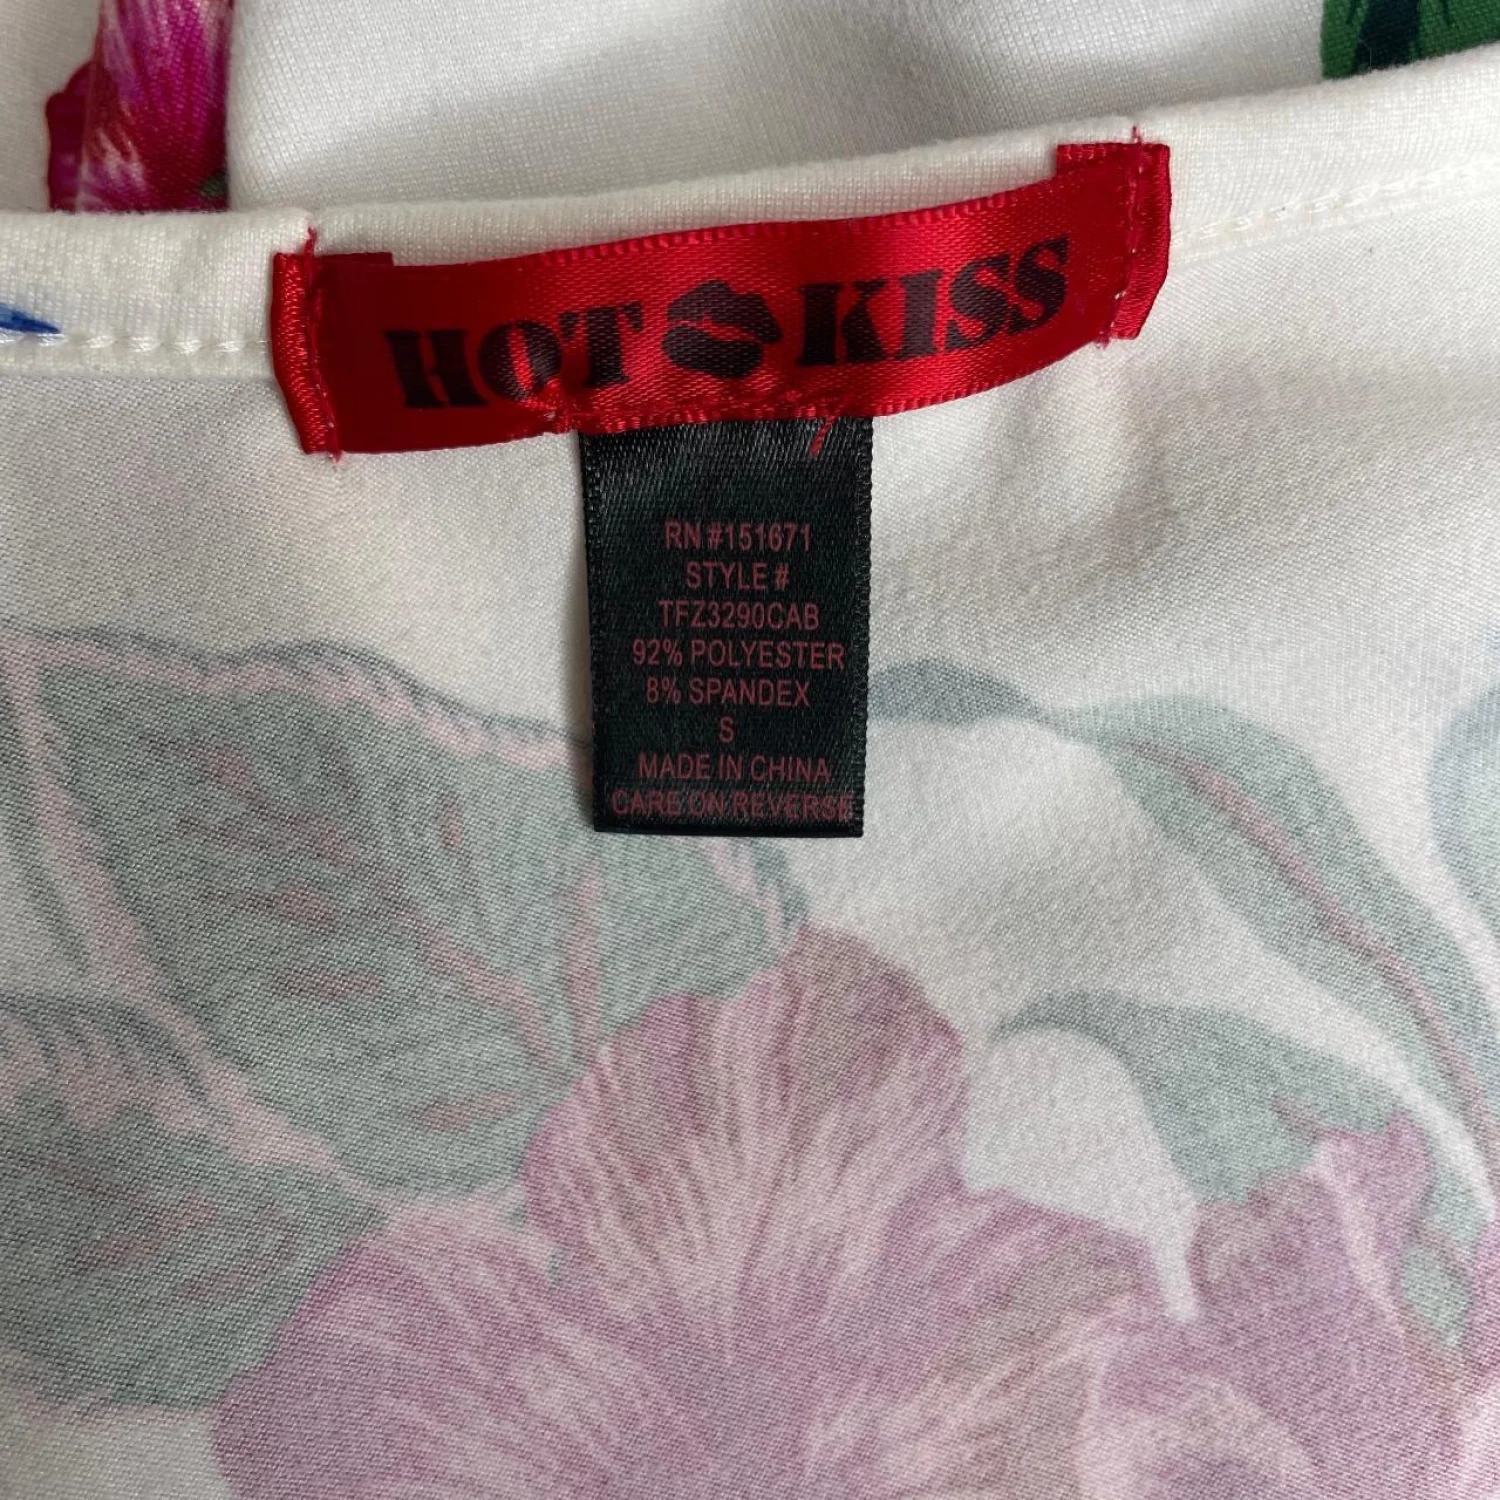 HOT KISS
RN #151671
STYLE #
TFZ3290CAB
92% POLYESTER
8% SPANDEX
S
MADE IN CHINA
CARE ON REVERSE